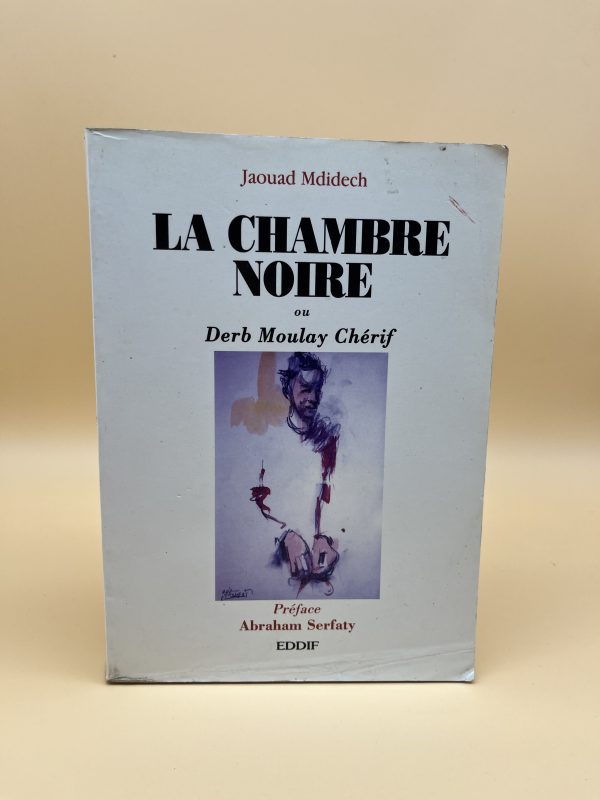 Jaouad Mdidech
LA CHAMBRE
NOIRE
ou
Derb Moulay Chérif
Préface
Abraham Serfaty
EDDIF